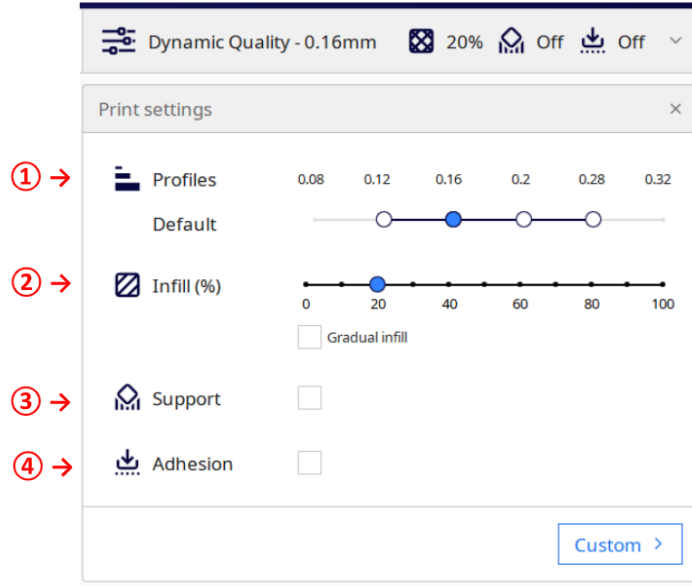 Dynamic Quality - 0.16mm 20% Off Off
Print settings ×
① → Profiles 0.08 0.12 0.16 0.2 0.28 0.32
Default
② → Infill (%)
0 20 40 60 80 100
Gradual infill
③ → Support
④ → Adhesion
Custom >